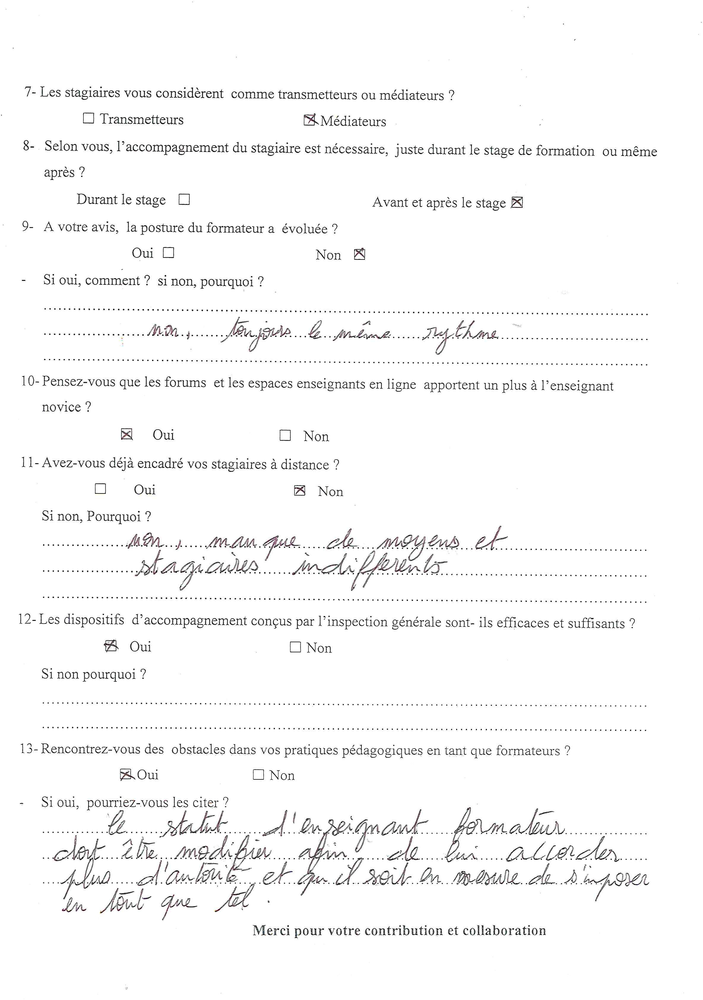 7- Les stagiaires vous considèrent comme transmetteurs ou médiateurs ?
☐ Transmetteurs ☒ Médiateurs
8- Selon vous, l'accompagnement du stagiaire est nécessaire, juste durant le stage de formation ou même
après ?
Durant le stage ☐ Avant et après le stage ☒
9- A votre avis, la posture du formateur a évoluée ?
Oui ☐ Non ☒
- Si oui, comment ? si non, pourquoi ?
non, toujours le même rythme
10- Pensez-vous que les forums et les espaces enseignants en ligne apportent un plus à l'enseignant
novice ?
☒ Oui ☐ Non
11- Avez-vous déjà encadré vos stagiaires à distance ?
☐ Oui ☒ Non
Si non, Pourquoi ?
non, manque de moyens et
stagiaires indifferents
12- Les dispositifs d'accompagnement conçus par l'inspection générale sont- ils efficaces et suffisants ?
☒ Oui ☐ Non
Si non pourquoi ?
13- Rencontrez-vous des obstacles dans vos pratiques pédagogiques en tant que formateurs ?
☒ Oui ☐ Non
- Si oui, pourriez-vous les citer ?
le statut d'enseignant formateur
doit être modifier afin de lui accorder
plus d'autorité et qu'il soit en mesure de s'imposer
en tout que tel.
Merci pour votre contribution et collaboration